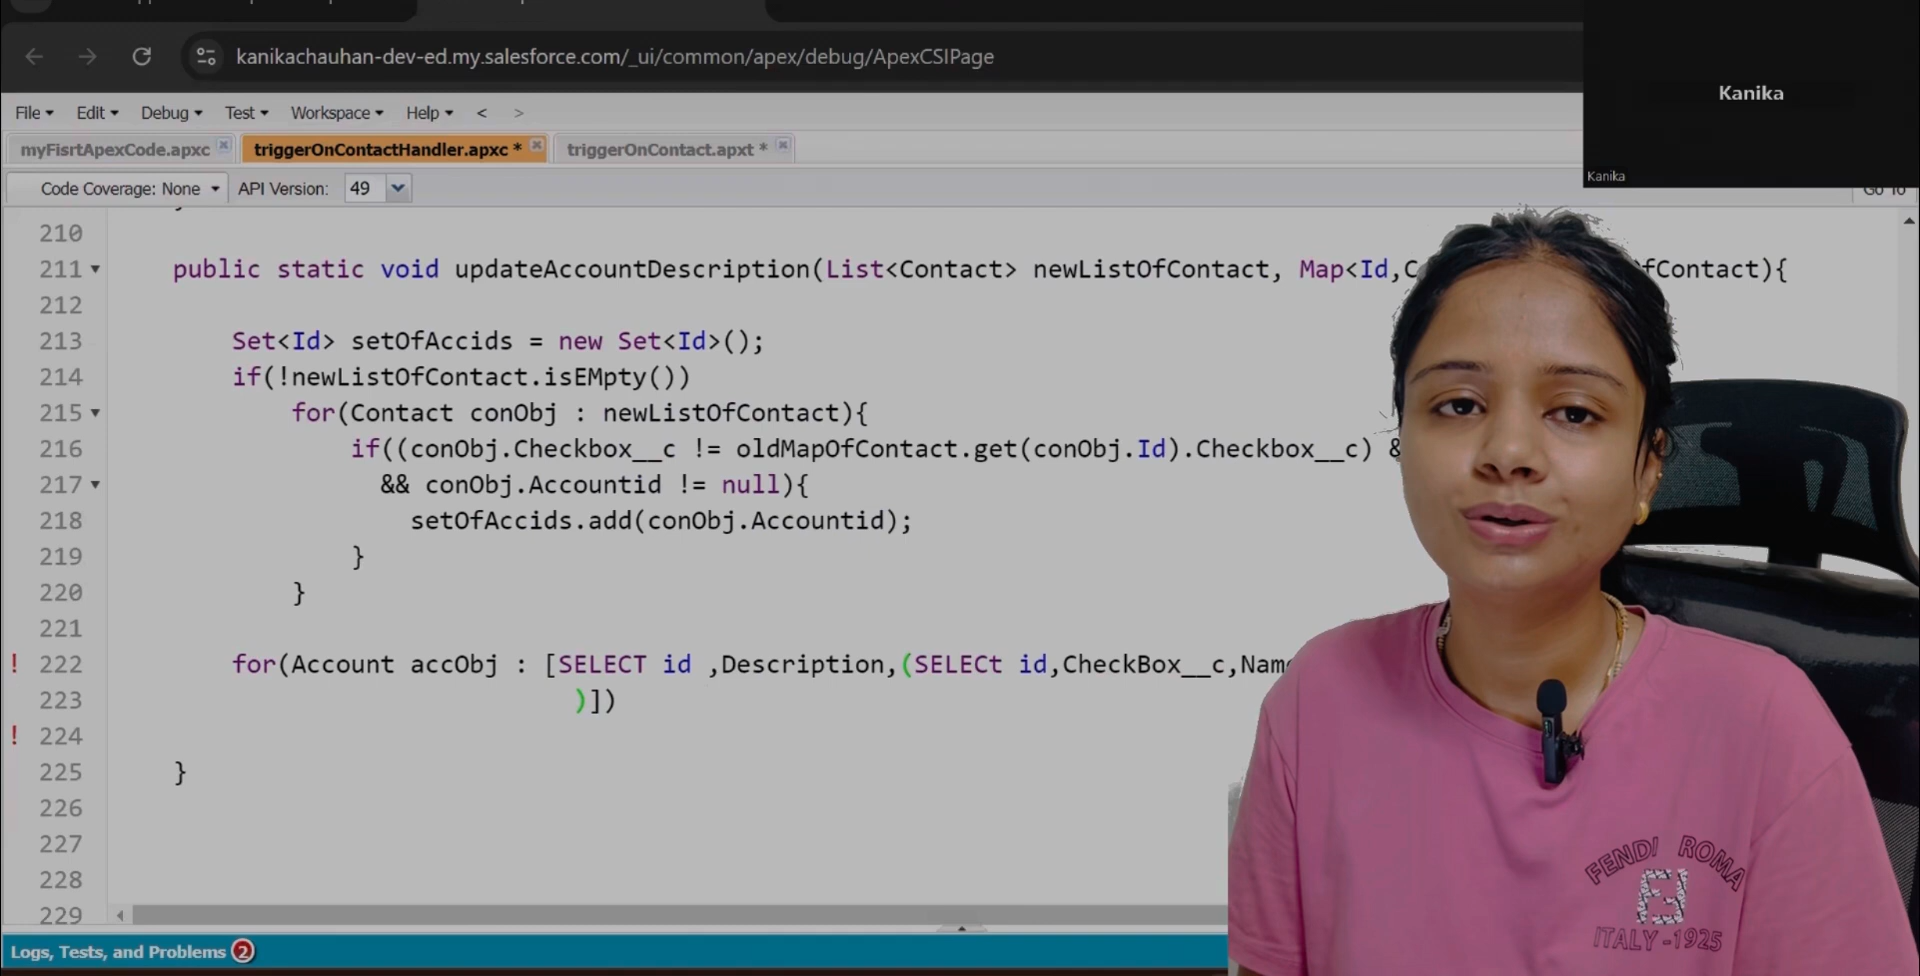 kanikachauhan-dev-ed.my.salesforce.com/_ui/common/apex/debug/ApexCSIPage
Kanika
Kanika
File Edit Debug Test Workspace Help < >
myFisrtApexCode.apxc triggerOnContactHandler.apxc * triggerOnContact.apxt *
Code Coverage: None API Version: 49 Go To
210
211 public static void updateAccountDescription(List<Contact> newListOfContact, Map<Id,C fContact){
212
213 Set<Id> setOfAccids = new Set<Id>();
214 if(!newListOfContact.isEMpty())
215 for(Contact conObj : newListOfContact){
216 if((conObj.Checkbox__c != oldMapOfContact.get(conObj.Id).Checkbox__c) &
217 && conObj.Accountid != null){
218 setOfAccids.add(conObj.Accountid);
219 }
220 }
221
! 222 for(Account accObj : [SELECT id ,Description,(SELECt id,CheckBox__c,Nam
223 )])
! 224
225 }
226
227
228
229
Logs, Tests, and Problems 2
FENDI ROMA
ITALY-1925